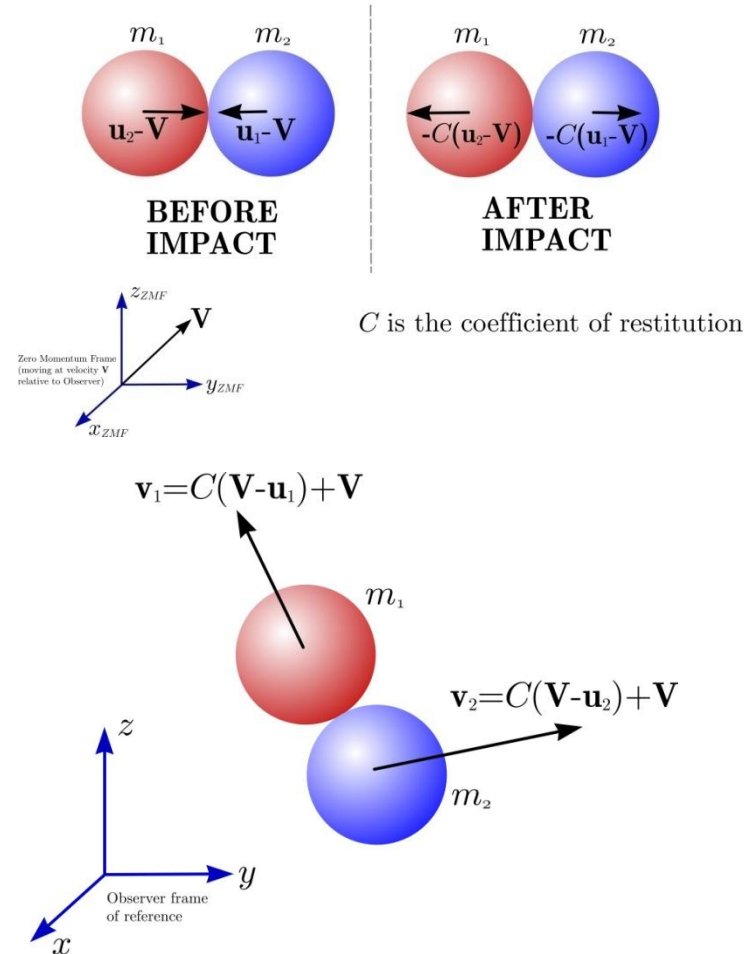 m₁ m₂
u₂-V u₁-V
BEFORE
IMPACT
m₁ m₂
-C(u₂-V) -C(u₁-V)
AFTER
IMPACT
z_ZMF
V
Zero Momentum Frame
(moving at velocity V
relative to Observer)
y_ZMF
x_ZMF
C is the coefficient of restitution
v₁=C(V-u₁)+V
m₁
v₂=C(V-u₂)+V
m₂
z
y
Observer frame
of reference
x